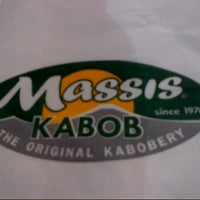 Massis
since 1976
KABOB
THE ORIGINAL KABOBERY